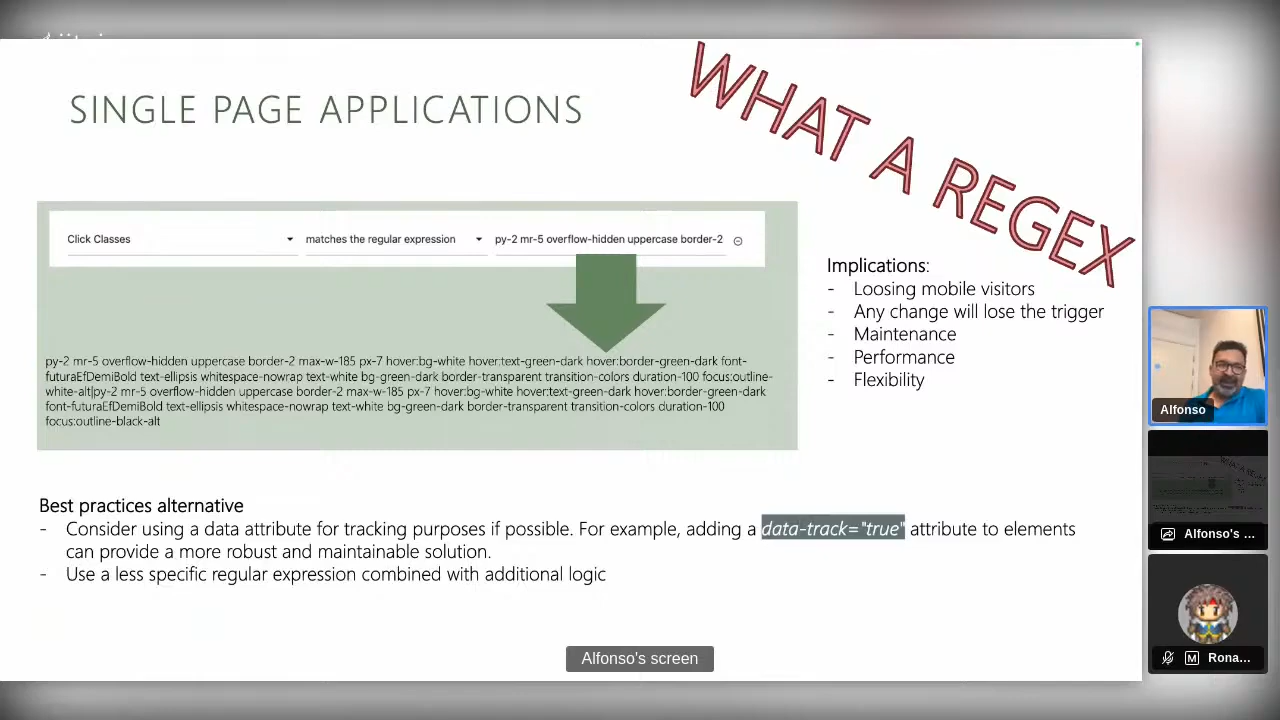 SINGLE PAGE APPLICATIONS
WHAT A REGEX
Click Classes
matches the regular expression
py-2 mr-5 overflow-hidden uppercase border-2
py-2 mr-5 overflow-hidden uppercase border-2 max-w-185 px-7 hover:bg-white hover:text-green-dark hover:border-green-dark font-
futuraEfDemiBold text-ellipsis whitespace-nowrap text-white bg-green-dark border-transparent transition-colors duration-100 focus:outline-
white-alt|py-2 mr-5 overflow-hidden uppercase border-2 max-w-185 px-7 hover:bg-white hover:text-green-dark hover:border-green-dark
font-futuraEfDemiBold text-ellipsis whitespace-nowrap text-white bg-green-dark border-transparent transition-colors duration-100
focus:outline-black-alt
Implications:
- Loosing mobile visitors
- Any change will lose the trigger
- Maintenance
- Performance
- Flexibility
Best practices alternative
- Consider using a data attribute for tracking purposes if possible. For example, adding a data-track="true" attribute to elements
can provide a more robust and maintainable solution.
- Use a less specific regular expression combined with additional logic
Alfonso's screen
Alfonso
Alfonso's ...
M
Rona...